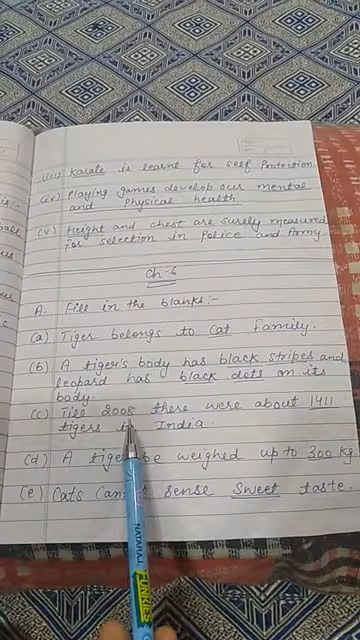 (iii) Karate is learnt for self Protection.
(iv) Playing games develop our mental
and physical health
(v) Height and chest are surely measured
for selection in Police and Army.
Ch-6
A. Fill in the blanks:-
(a) Tiger belongs to cat family.
(b) A tiger's body has black stripes and
leopard has black dots on its
body.
(c) Till 2008 there were about 1411
tigers in India.
(d) A tiger be weighed up to 300 kg.
(e) Cats sense sweet taste.
NATARAJ
FUNKIES